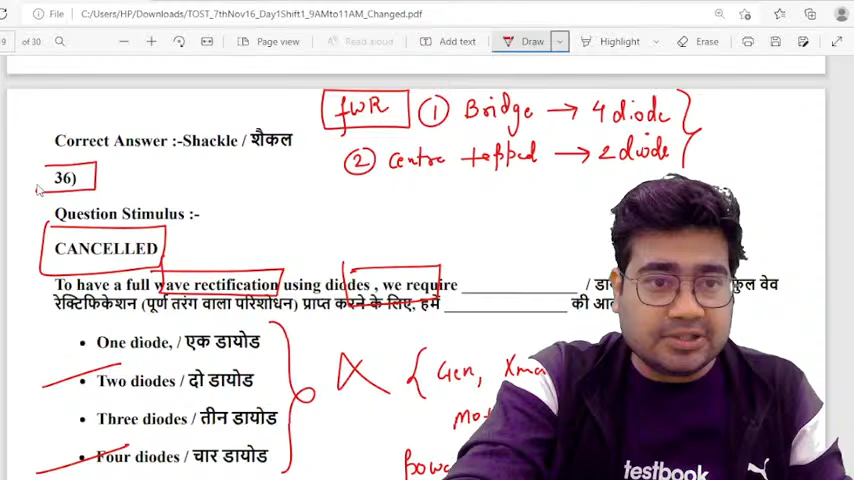 File
C:/Users/HP/Downloads/TOST_7thNov16_Day1Shift1_9AMto11AM_Changed.pdf
9 of 30
Read aloud
Add text
Draw
Highlight
Erase
fWR ① Bridge → 4 diode
② Centre tapped → 2 diode
Correct Answer :-Shackle / शैकल
36)
Question Stimulus :-
CANCELLED
To have a full wave rectification using diodes , we require ______________ /
रेक्टिफिकेशन (पूर्ण तरंग वाला परिशोधन) प्राप्त करने के लिए, हमें ______________ की
वेव
• One diode, / एक डायोड
• Two diodes / दो डायोड
• Three diodes / तीन डायोड
• Four diodes / चार डायोड
Gen,
testbook